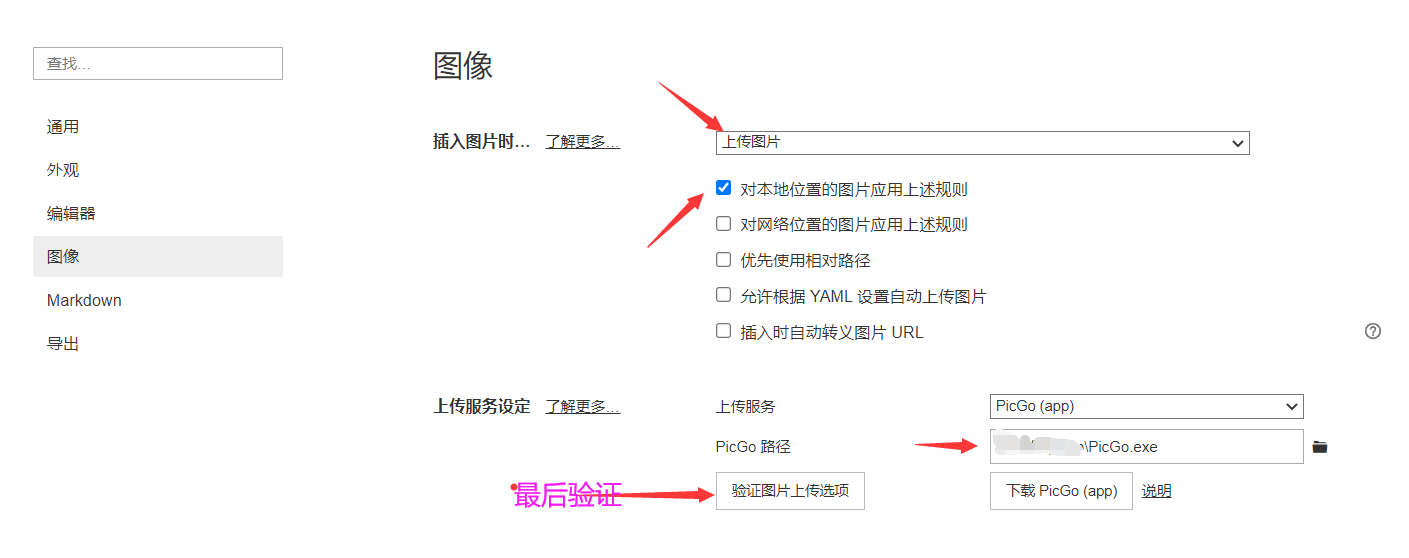 查找...
图像
通用
外观
编辑器
图像
Markdown
导出
插入图片时... 了解更多... 上传图片
对本地位置的图片应用上述规则
对网络位置的图片应用上述规则
优先使用相对路径
允许根据 YAML 设置自动上传图片
插入时自动转义图片 URL
上传服务设定 了解更多... 上传服务 PicGo (app)
PicGo 路径 \PicGo.exe
最后验证 验证图片上传选项 下载 PicGo (app) 说明